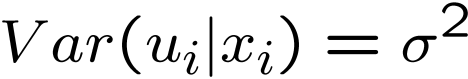 Var(u_i|x_i) = σ^2